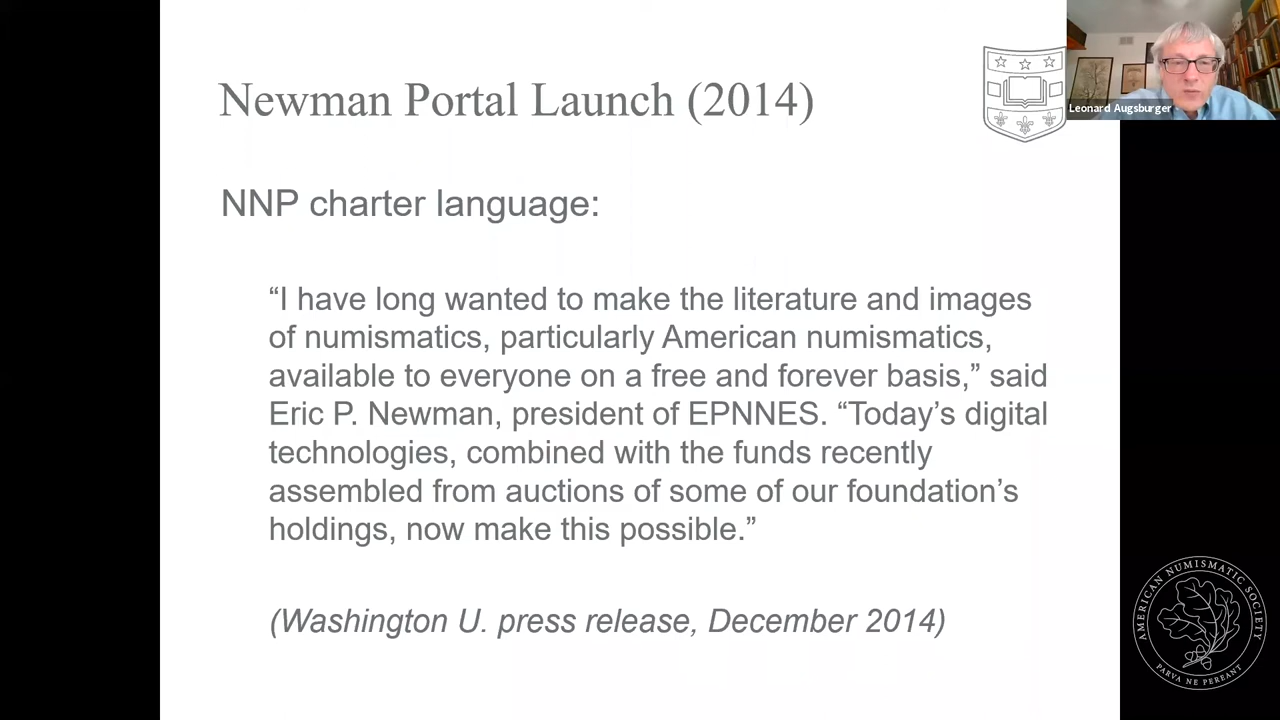 Newman Portal Launch (2014)
Leonard Augsburger
NNP charter language:
“I have long wanted to make the literature and images
of numismatics, particularly American numismatics,
available to everyone on a free and forever basis,” said
Eric P. Newman, president of EPNNES. “Today’s digital
technologies, combined with the funds recently
assembled from auctions of some of our foundation’s
holdings, now make this possible.”
(Washington U. press release, December 2014)
AMERICAN NUMISMATIC SOCIETY
PARVA NE PEREANT